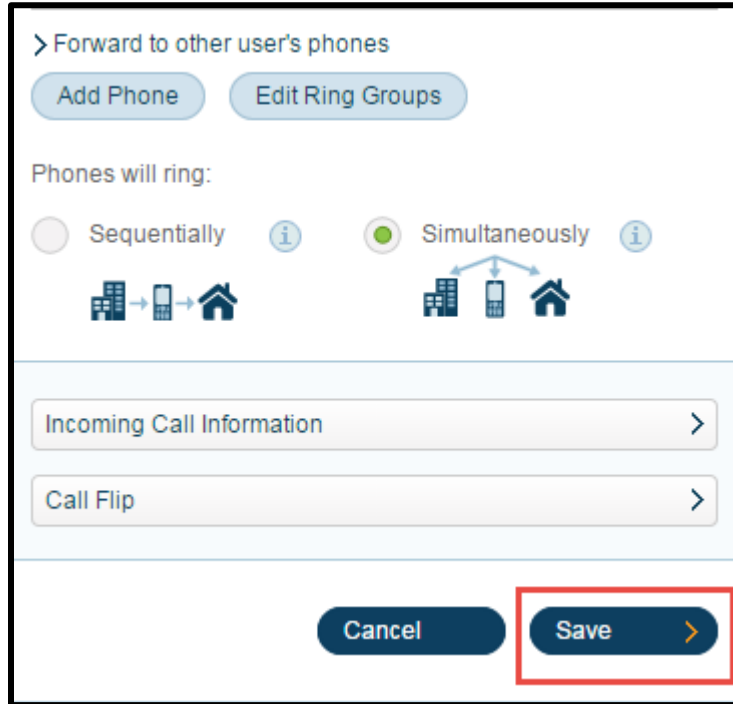 Forward to other user's phones
Add Phone Edit Ring Groups
Phones will ring:
Sequentially i Simultaneously i
Incoming Call Information
Call Flip
Cancel Save